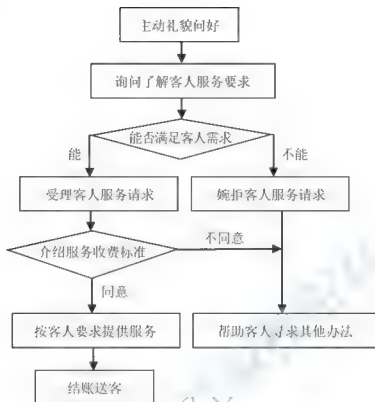 主动礼貌问好
询问了解客人服务要求
能否满足客人需求
能
不能
受理客人服务请求
婉拒客人服务请求
介绍服务收费标准
不同意
同意
按客人要求提供服务
帮助客人寻求其他办法
结账送客